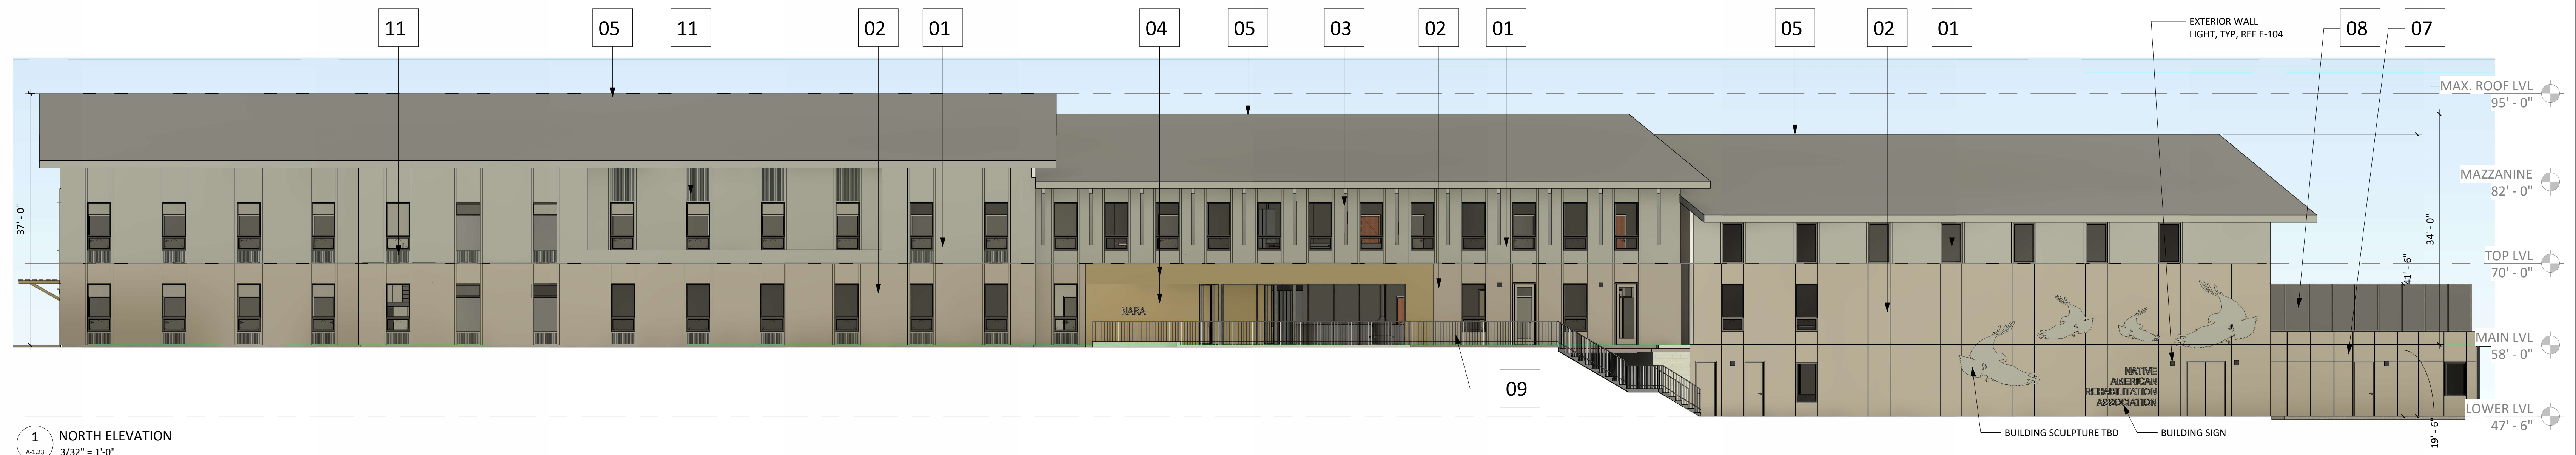 11
05
11
02
01
04
05
03
02
01
05
02
01
EXTERIOR WALL
LIGHT, TYP, REF E-104
08
07
MAX. ROOF LVL
95' - 0"
MAZZANINE
82' - 0"
TOP LVL
70' - 0"
MAIN LVL
58' - 0"
LOWER LVL
47' - 6"
37' - 0"
34' - 0"
41' - 6"
19' - 6"
NARA
09
NATIVE
AMERICAN
REHABILITATION
ASSOCIATION
BUILDING SCULPTURE TBD
BUILDING SIGN
1
A-1.23
NORTH ELEVATION
3/32" = 1'-0"